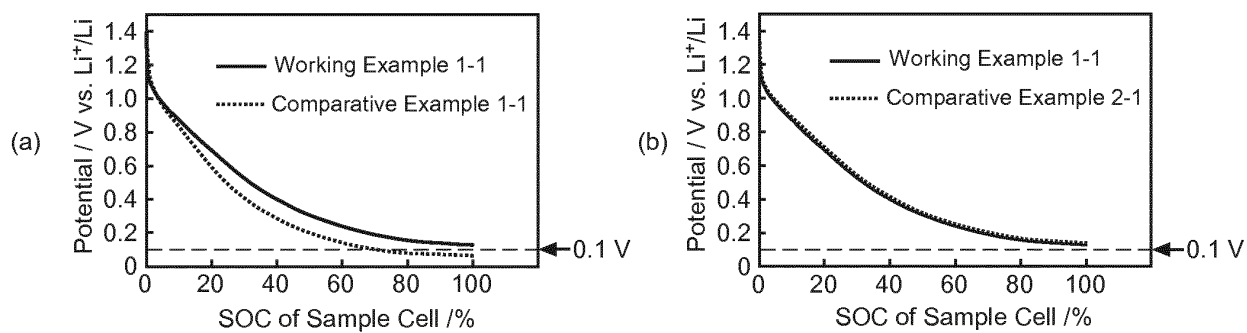 (a)
Potential / V vs. Li⁺/Li
1.4
1.2
1.0
0.8
0.6
0.4
0.2
0
Working Example 1-1
Comparative Example 1-1
0.1 V
0 20 40 60 80 100
SOC of Sample Cell /%
(b)
Potential / V vs. Li⁺/Li
1.4
1.2
1.0
0.8
0.6
0.4
0.2
0
Working Example 1-1
Comparative Example 2-1
0.1 V
0 20 40 60 80 100
SOC of Sample Cell /%